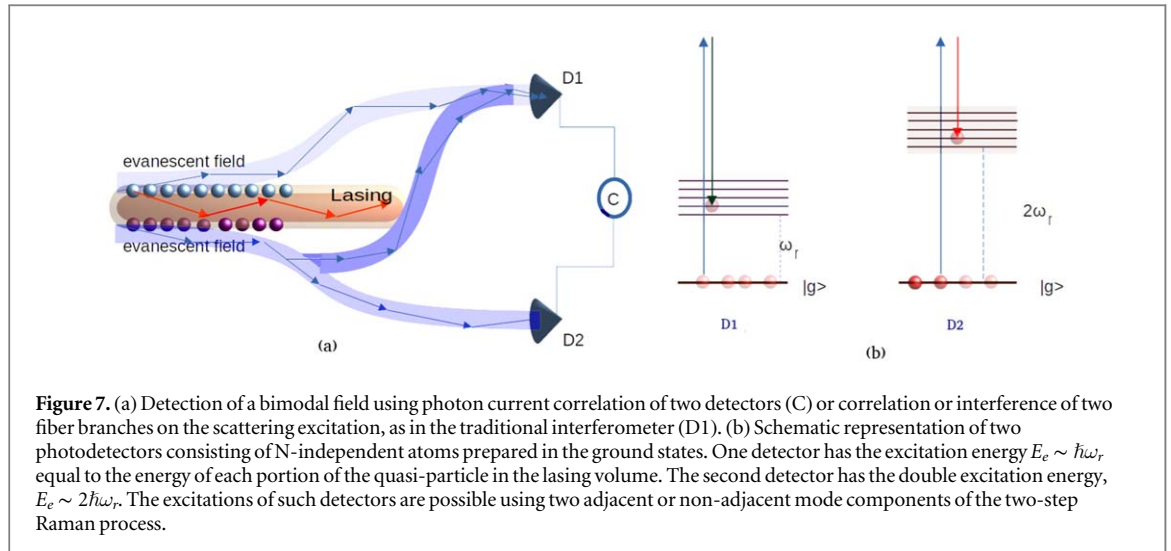 D1
evanescent field
Lasing
C
evanescent field
D2
(a)
ω_r
|g>
D1
2ω_r
|g>
D2
(b)
Figure 7. (a) Detection of a bimodal field using photon current correlation of two detectors (C) or correlation or interference of two
fiber branches on the scattering excitation, as in the traditional interferometer (D1). (b) Schematic representation of two
photodetectors consisting of N-independent atoms prepared in the ground states. One detector has the excitation energy E_e ∼ ℏω_r
equal to the energy of each portion of the quasi-particle in the lasing volume. The second detector has the double excitation energy,
E_e ∼ 2ℏω_r. The excitations of such detectors are possible using two adjacent or non-adjacent mode components of the two-step
Raman process.